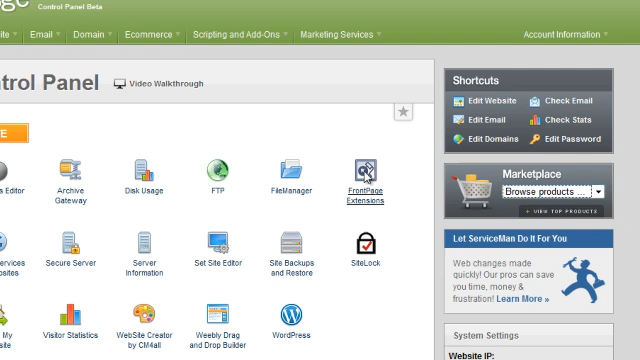 Control Panel Beta
Email Domain Ecommerce Scripting and Add-Ons Marketing Services Account Information
Video Walkthrough
Archive Gateway
Disk Usage
FTP
FileManager
FrontPage Extensions
Secure Server
Server Information
Set Site Editor
Site Backups and Restore
SiteLock
Visitor Statistics
WebSite Creator by CM4all
Weebly Drag and Drop Builder
WordPress
Shortcuts
Edit Website Check Email
Edit Email Check Stats
Edit Domains Edit Password
Marketplace
Browse products ...
+ VIEW TOP PRODUCTS
Let ServiceMan Do It For You
Web changes made
quickly! Our pros can save
you time, money &
frustration! Learn More »
System Settings
Website IP: